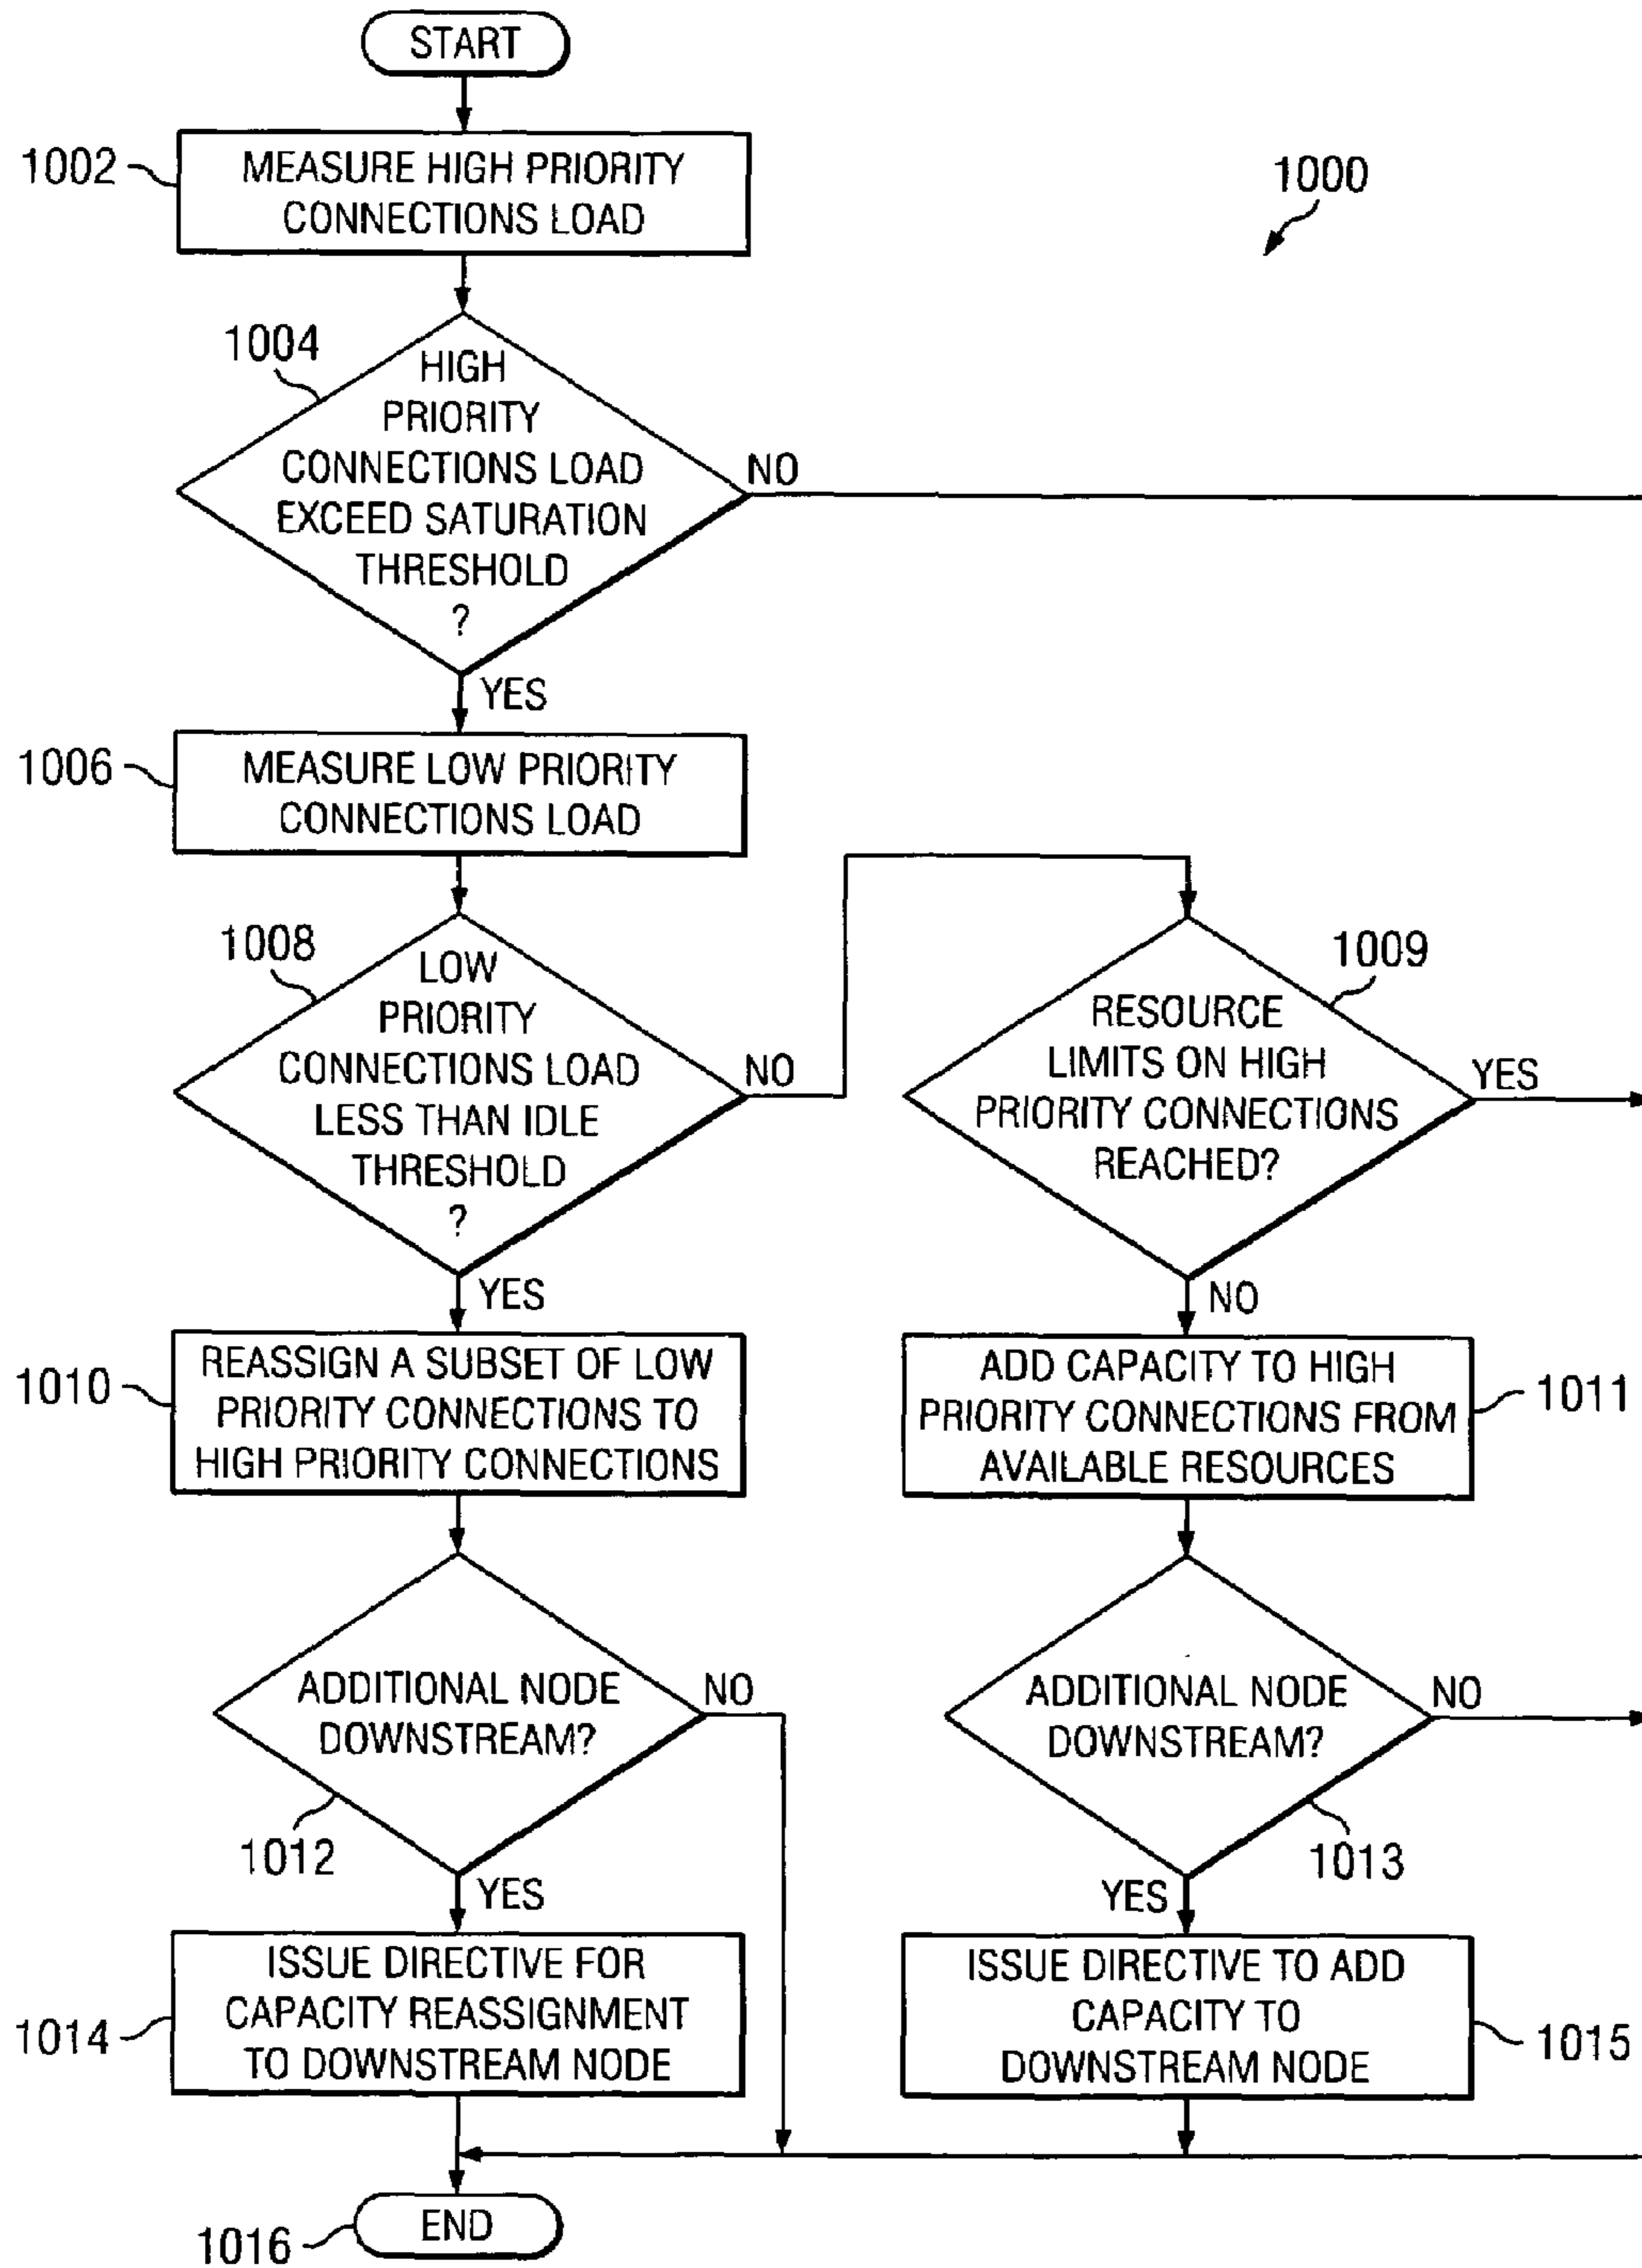 START
1002
MEASURE HIGH PRIORITY
CONNECTIONS LOAD
1000
1004
HIGH
PRIORITY
CONNECTIONS LOAD
EXCEED SATURATION
THRESHOLD
?
NO
YES
1006
MEASURE LOW PRIORITY
CONNECTIONS LOAD
1008
LOW
PRIORITY
CONNECTIONS LOAD
LESS THAN IDLE
THRESHOLD
?
NO
YES
1009
RESOURCE
LIMITS ON HIGH
PRIORITY CONNECTIONS
REACHED?
YES
NO
1010
REASSIGN A SUBSET OF LOW
PRIORITY CONNECTIONS TO
HIGH PRIORITY CONNECTIONS
ADD CAPACITY TO HIGH
PRIORITY CONNECTIONS FROM
AVAILABLE RESOURCES
1011
ADDITIONAL NODE
DOWNSTREAM?
NO
1012
YES
ADDITIONAL NODE
DOWNSTREAM?
NO
1013
YES
1014
ISSUE DIRECTIVE FOR
CAPACITY REASSIGNMENT
TO DOWNSTREAM NODE
ISSUE DIRECTIVE TO ADD
CAPACITY TO
DOWNSTREAM NODE
1015
1016
END